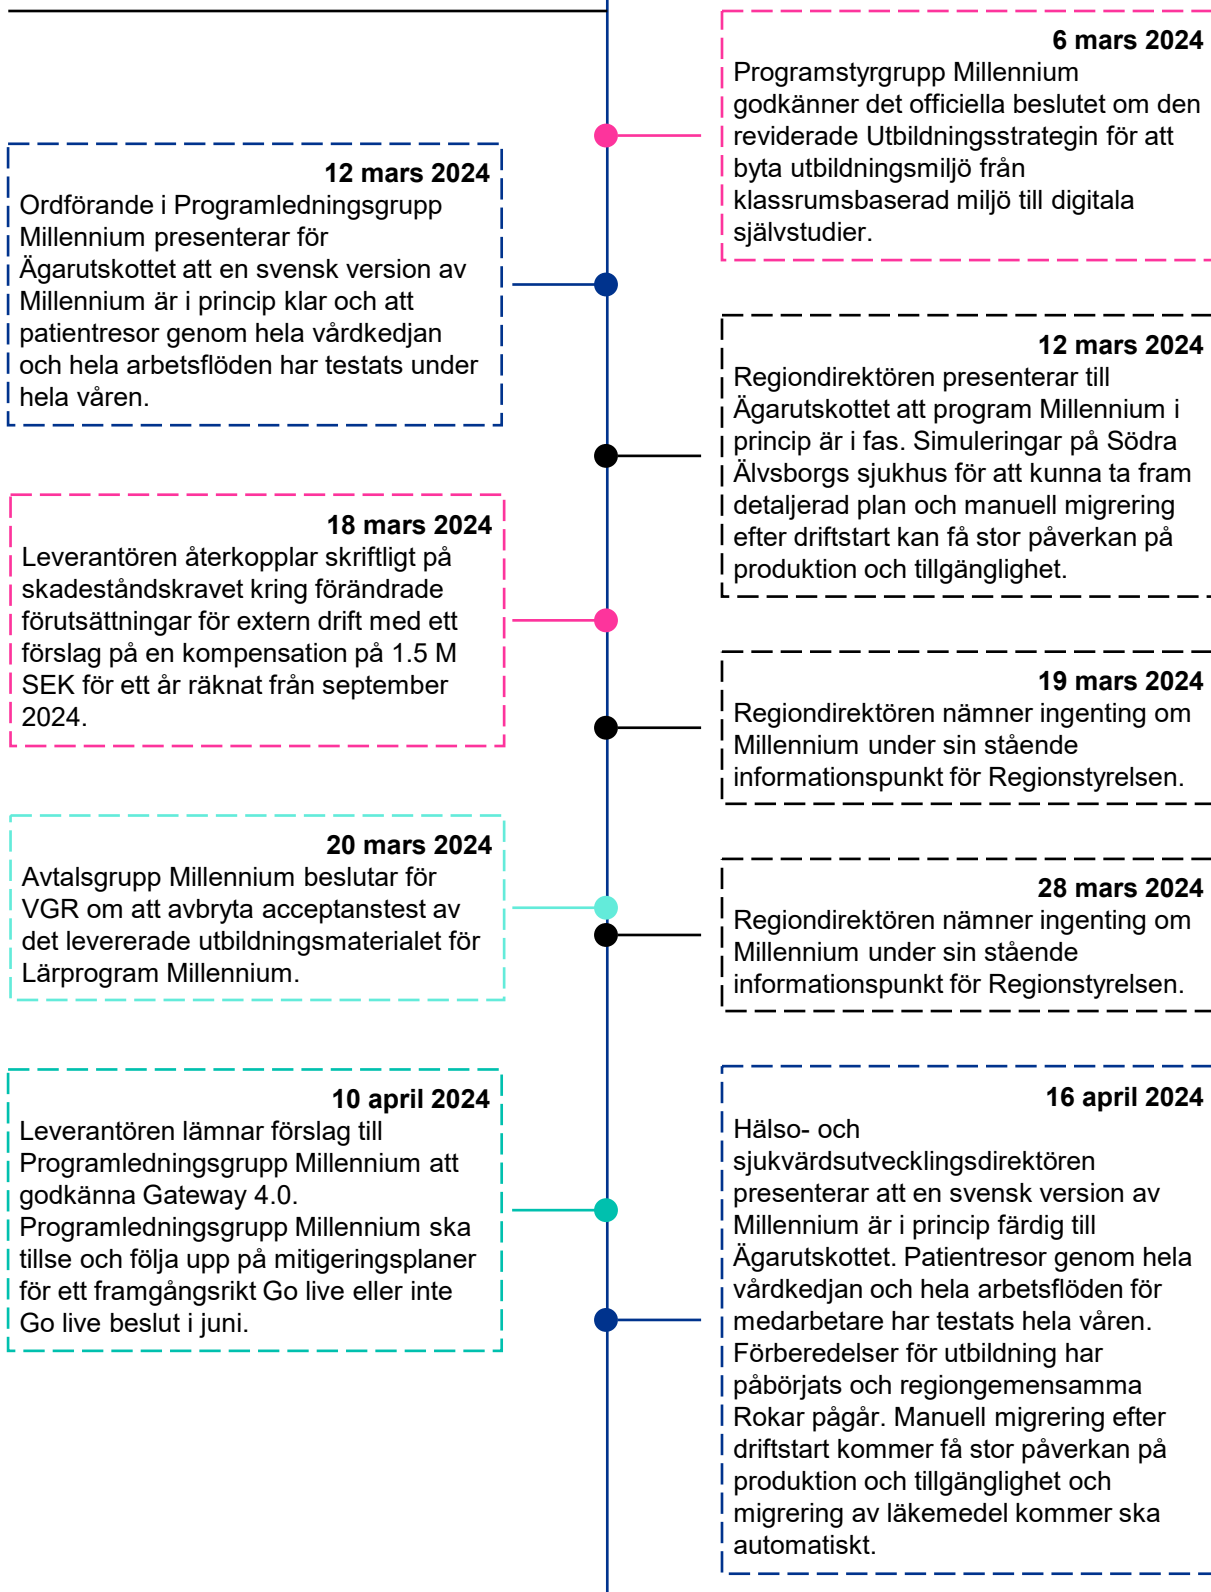 6 mars 2024
Programstyrgrupp Millennium
godkänner det officiella beslutet om den
reviderade Utbildningsstrategin för att
byta utbildningsmiljö från
klassrumsbaserad miljö till digitala
självstudier.
12 mars 2024
Ordförande i Programledningsgrupp
Millennium presenterar för
Ägarutskottet att en svensk version av
Millennium är i princip klar och att
patientresor genom hela vårdkedjan
och hela arbetsflöden har testats under
hela våren.
12 mars 2024
Regiondirektören presenterar till
Ägarutskottet att program Millennium i
princip är i fas. Simuleringar på Södra
Älvsborgs sjukhus för att kunna ta fram
detaljerad plan och manuell migrering
efter driftstart kan få stor påverkan på
produktion och tillgänglighet.
18 mars 2024
Leverantören återkopplar skriftligt på
skadeståndskravet kring förändrade
förutsättningar för extern drift med ett
förslag på en kompensation på 1.5 M
SEK för ett år räknat från september
2024.
19 mars 2024
Regiondirektören nämner ingenting om
Millennium under sin stående
informationspunkt för Regionstyrelsen.
20 mars 2024
Avtalsgrupp Millennium beslutar för
VGR om att avbryta acceptanstest av
det levererade utbildningsmaterialet för
Lärprogram Millennium.
28 mars 2024
Regiondirektören nämner ingenting om
Millennium under sin stående
informationspunkt för Regionstyrelsen.
10 april 2024
Leverantören lämnar förslag till
Programledningsgrupp Millennium att
godkänna Gateway 4.0.
Programledningsgrupp Millennium ska
tillse och följa upp på mitigeringsplaner
för ett framgångsrikt Go live eller inte
Go live beslut i juni.
16 april 2024
Hälso- och
sjukvärdsutvecklingsdirektören
presenterar att en svensk version av
Millennium är i princip färdig till
Ägarutskottet. Patientresor genom hela
vårdkedjan och hela arbetsflöden för
medarbetare har testats hela våren.
Förberedelser för utbildning har
påbörjats och regiongemensamma
Rokar pågår. Manuell migrering efter
driftstart kommer få stor påverkan på
produktion och tillgänglighet och
migrering av läkemedel kommer ska
automatiskt.